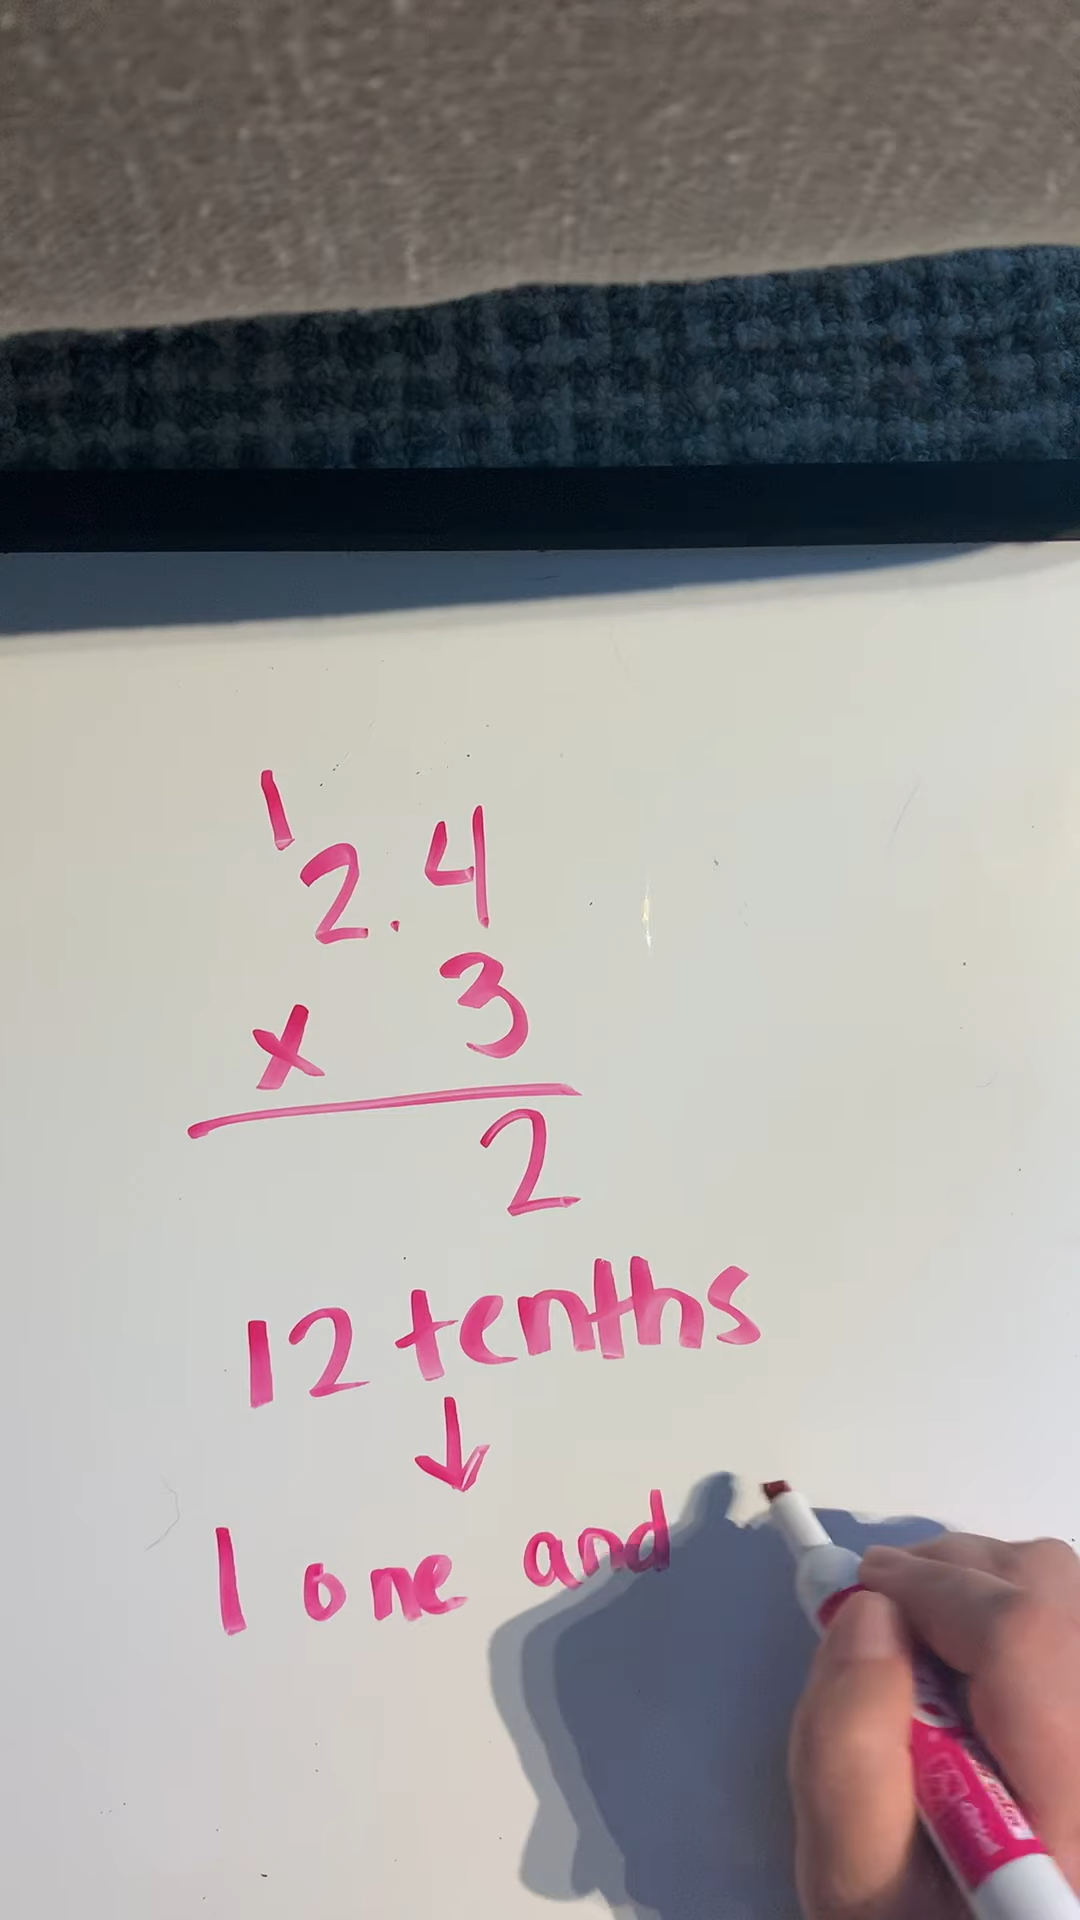 1
2.4
x 3
2
12 tenths
↓
1 one and